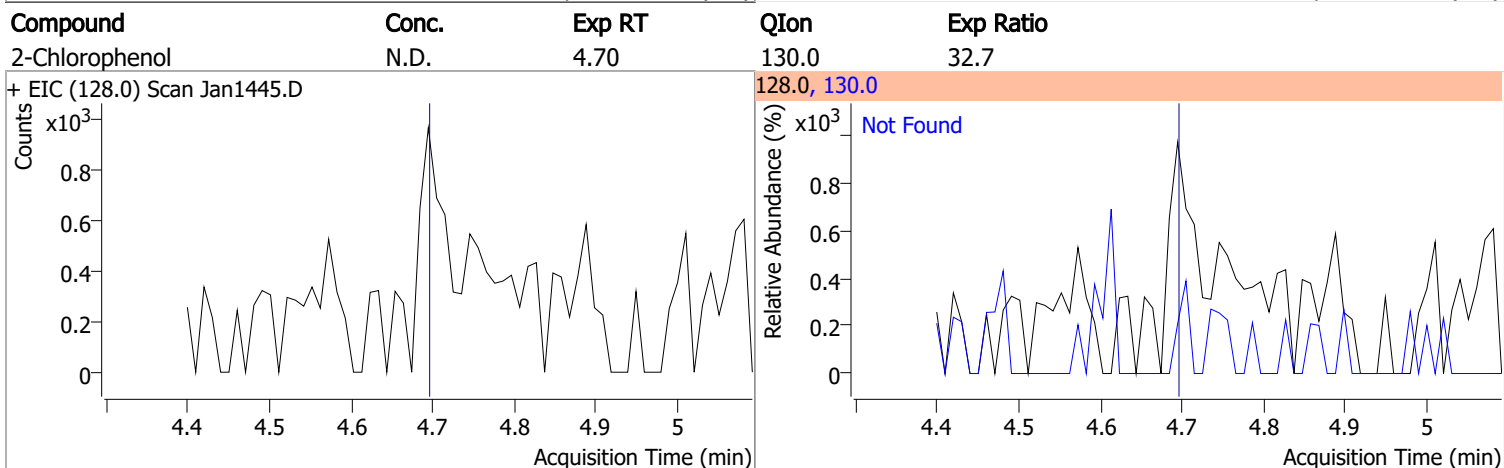 Compound Conc. Exp RT QIon Exp Ratio
2-Chlorophenol N.D. 4.70 130.0 32.7
+ EIC (128.0) Scan Jan1445.D
Counts
x10³
0.8
0.6
0.4
0.2
0
4.4 4.5 4.6 4.7 4.8 4.9 5
Acquisition Time (min)
128.0, 130.0
Relative Abundance (%)
x10³
Not Found
0.8
0.6
0.4
0.2
0
4.4 4.5 4.6 4.7 4.8 4.9 5
Acquisition Time (min)